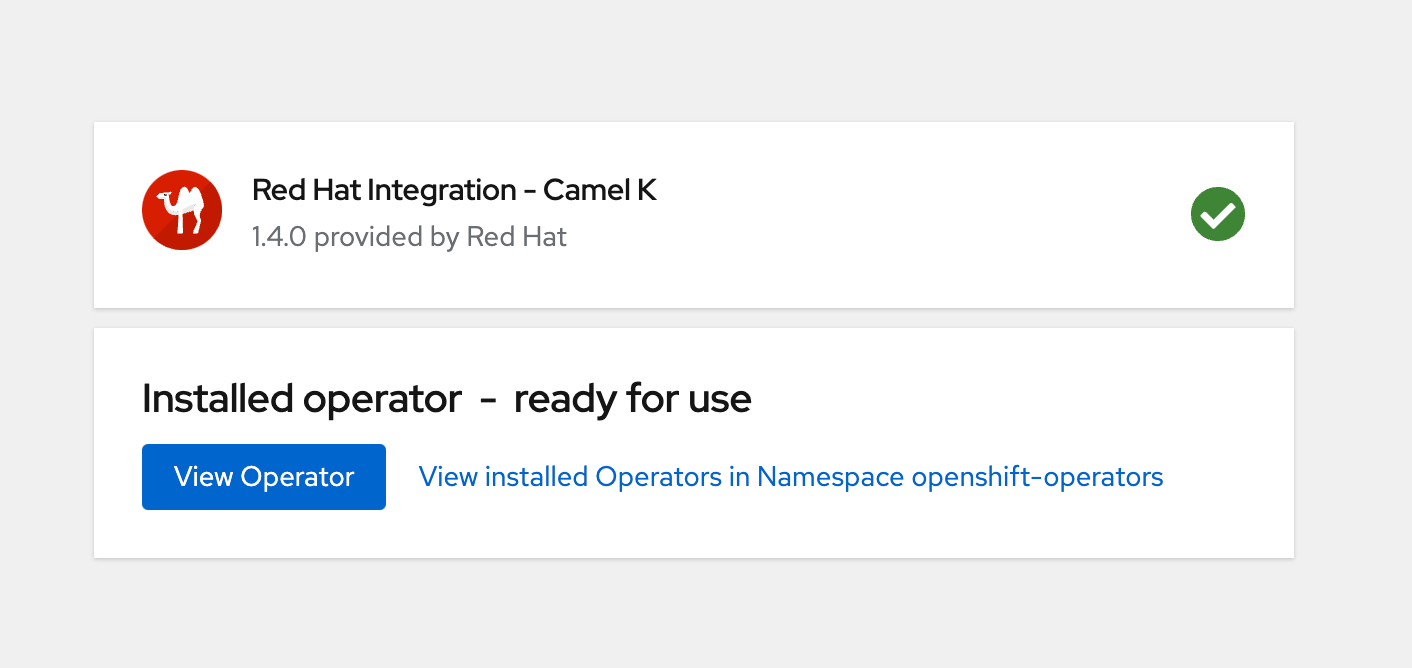 Red Hat Integration - Camel K
1.4.0 provided by Red Hat
Installed operator - ready for use
View Operator
View installed Operators in Namespace openshift-operators